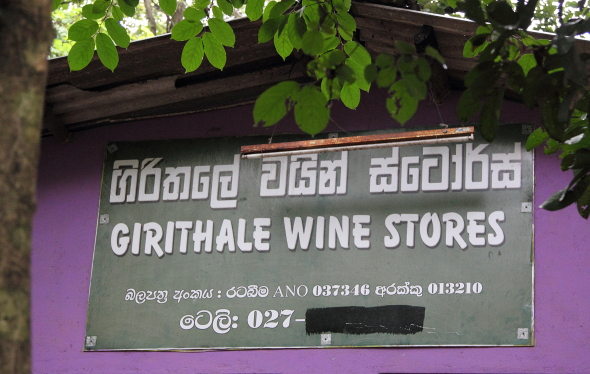 ගිරිතලේ වයින් ස්ටෝර්ස්
GIRITHALE WINE STORES
බලපත්‍ර අංකය : රටබීම ANO 037346 අරක්කු 013210
ටෙලි: 027-